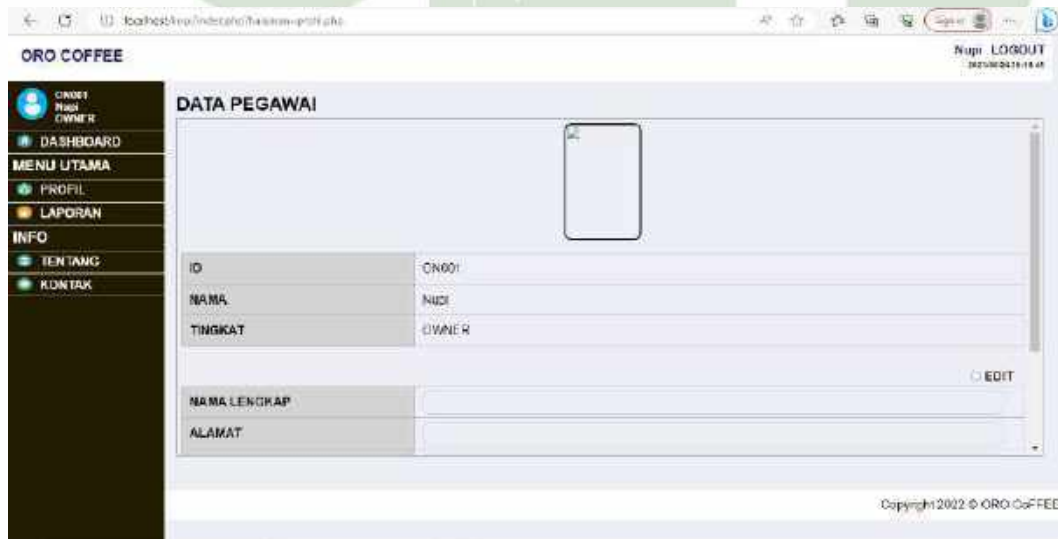 ORO COFFEE
Nupi LOGOUT
ON001
Nupi
OWNER
DASHBOARD
MENU UTAMA
PROFIL
LAPORAN
INFO
TENTANG
KONTAK
DATA PEGAWAI
ID ON001
NAMA Nupi
TINGKAT OWNER
EDIT
NAMA LENGKAP
ALAMAT
Copyright 2022 © ORO CoFFEE